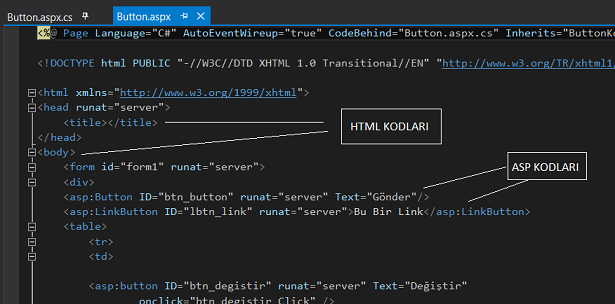 Button.aspx.cs Button.aspx
<%@ Page Language="C#" AutoEventWireup="true" CodeBehind="Button.aspx.cs" Inherits="ButtonKo
<!DOCTYPE html PUBLIC "-//W3C//DTD XHTML 1.0 Transitional//EN" "http://www.w3.org/TR/xhtml1/
<html xmlns="http://www.w3.org/1999/xhtml">
<head runat="server">
<title></title>
HTML KODLARI
</head>
<body>
<form id="form1" runat="server">
ASP KODLARI
<div>
<asp:Button ID="btn_button" runat="server" Text="Gönder"/>
<asp:LinkButton ID="lbtn_link" runat="server">Bu Bir Link</asp:LinkButton>
<table>
<tr>
<td>
<asp:button ID="btn_degistir" runat="server" Text="Değiştir"
onclick="btn_degistir_Click" />